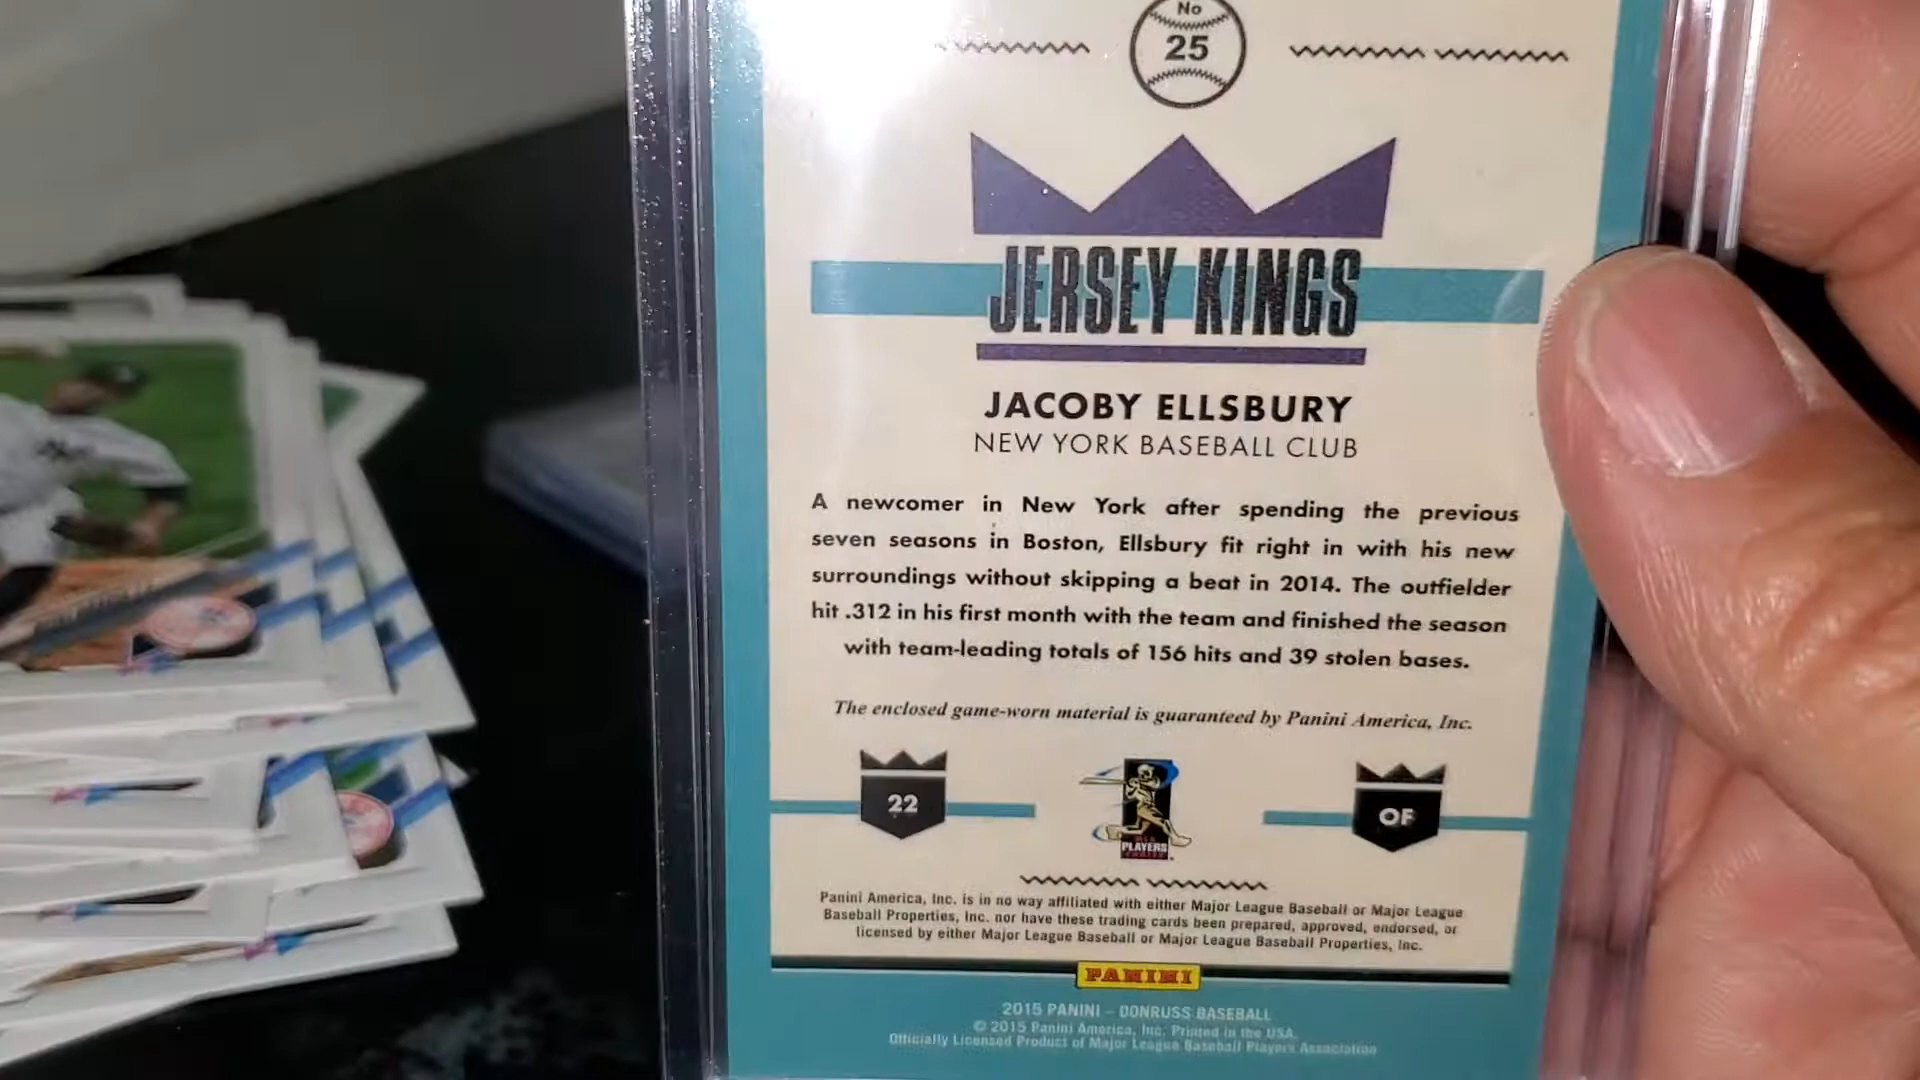 No
25
JERSEY KINGS
JACOBY ELLSBURY
NEW YORK BASEBALL CLUB
A newcomer in New York after spending the previous
seven seasons in Boston, Ellsbury fit right in with his new
surroundings without skipping a beat in 2014. The outfielder
hit .312 in his first month with the team and finished the season
with team-leading totals of 156 hits and 39 stolen bases.
The enclosed game-worn material is guaranteed by Panini America, Inc.
22
PLAYERS
OF
Panini America, Inc. is in no way affiliated with either Major League Baseball or Major League
Baseball Properties, Inc. nor have these trading cards been prepared, approved, endorsed, or
licensed by either Major League Baseball or Major League Baseball Properties, Inc.
PANINI
2015 PANINI – DONRUSS BASEBALL
© 2015 Panini America, Inc. Printed in the USA.
Officially Licensed Product of Major League Baseball Players Association